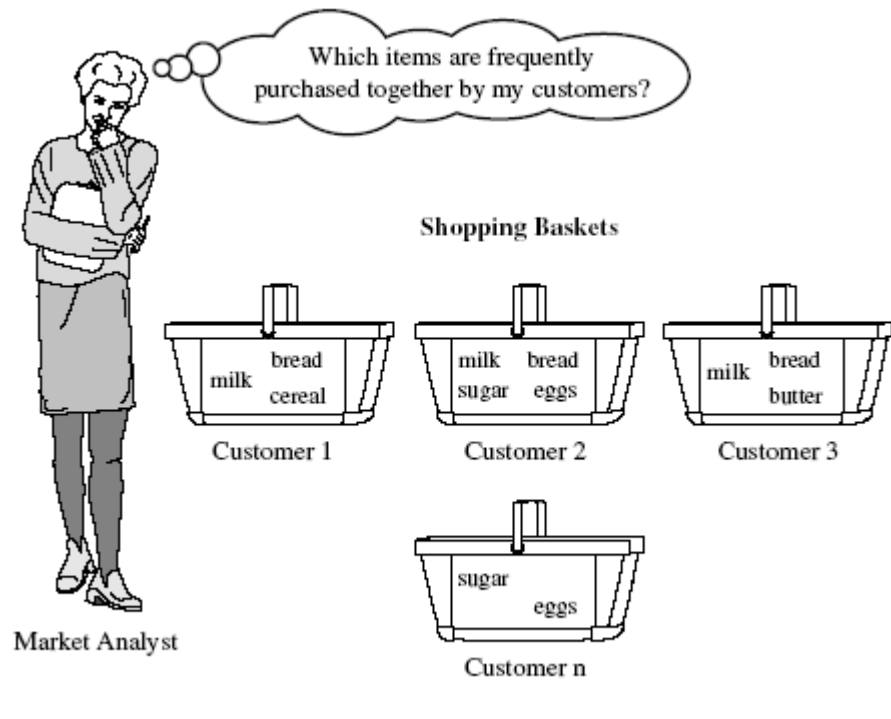 Which items are frequently
purchased together by my customers?
Shopping Baskets
milk
bread
cereal
Customer 1
milk bread
sugar eggs
Customer 2
milk
bread
butter
Customer 3
sugar
eggs
Customer n
Market Analyst